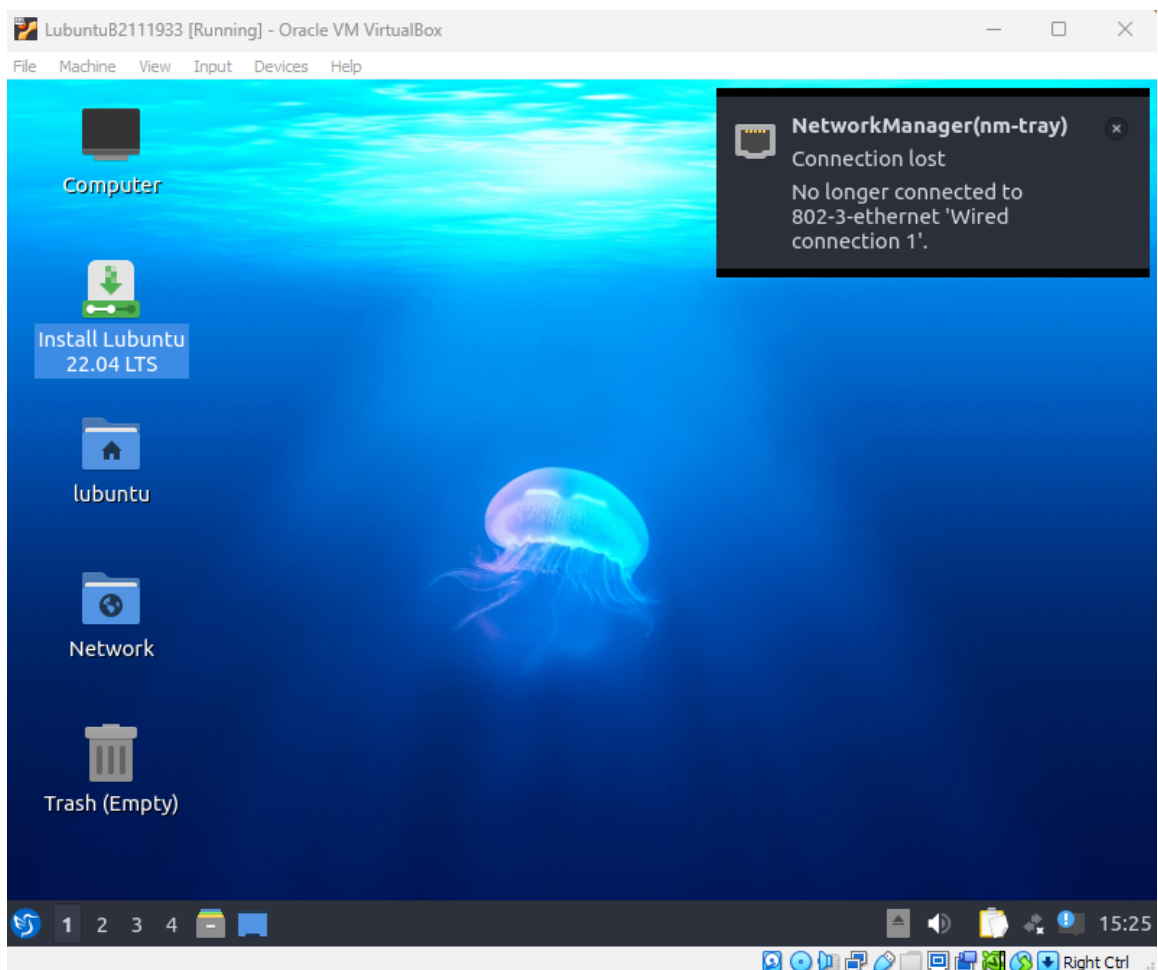 LubuntuB2111933 [Running] - Oracle VM VirtualBox
File Machine View Input Devices Help
NetworkManager(nm-tray)
Connection lost
No longer connected to
802-3-ethernet 'Wired
connection 1'.
Computer
Install Lubuntu
22.04 LTS
lubuntu
Network
Trash (Empty)
1 2 3 4
15:25
Right Ctrl